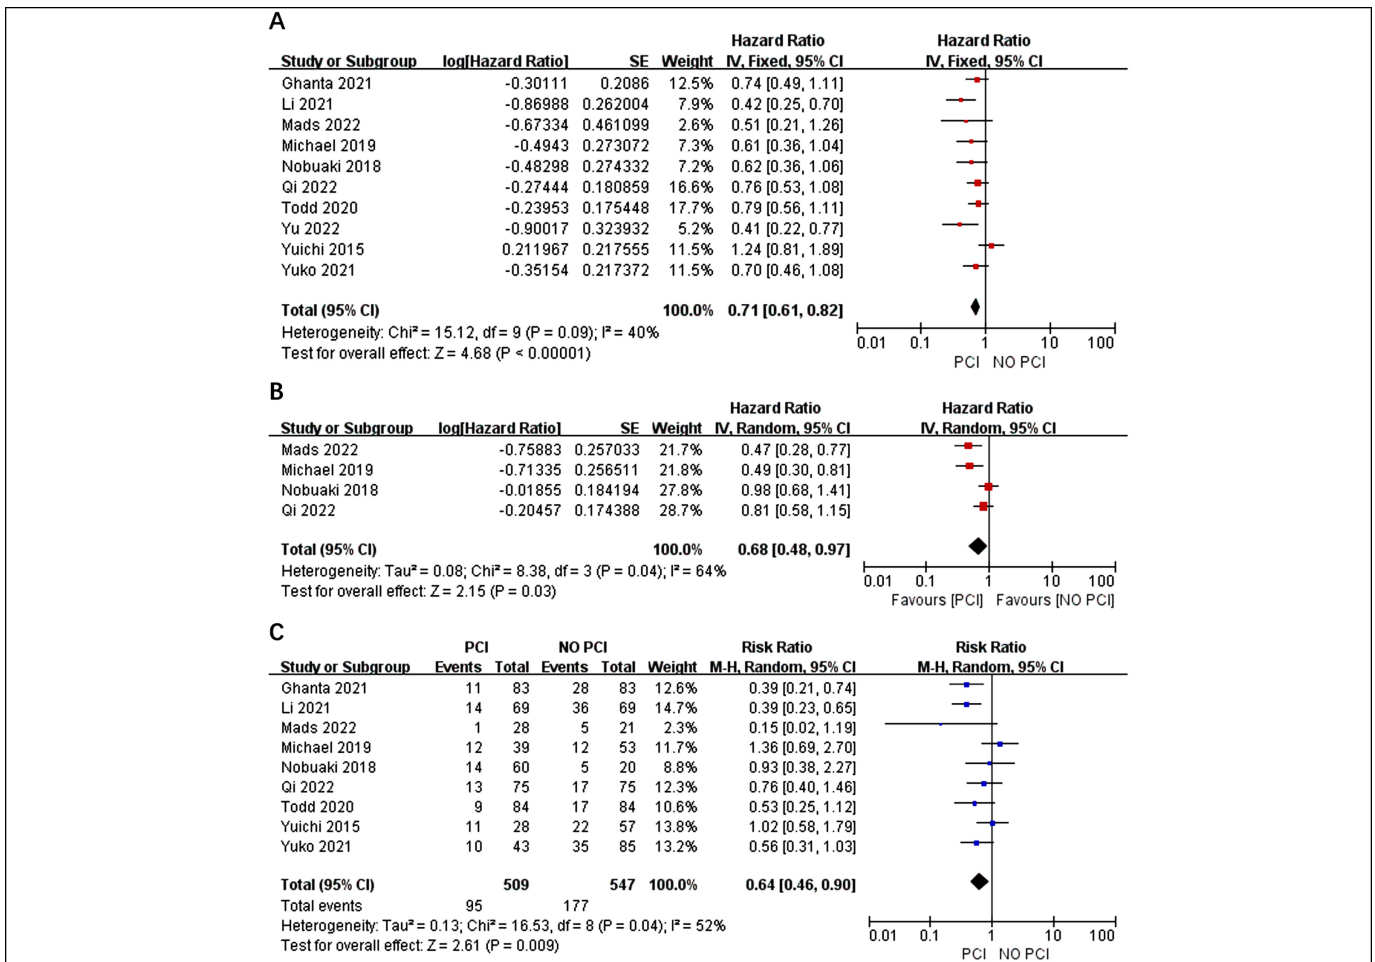 A
Hazard Ratio Hazard Ratio
Study or Subgroup log[Hazard Ratio] SE Weight IV, Fixed, 95% CI IV, Fixed, 95% CI
Ghanta 2021 -0.30111 0.2086 12.5% 0.74 [0.49, 1.11]
Li 2021 -0.86988 0.262004 7.9% 0.42 [0.25, 0.70]
Mads 2022 -0.67334 0.461099 2.6% 0.51 [0.21, 1.26]
Michael 2019 -0.4943 0.273072 7.3% 0.61 [0.36, 1.04]
Nobuaki 2018 -0.48298 0.274332 7.2% 0.62 [0.36, 1.06]
Qi 2022 -0.27444 0.180859 16.6% 0.76 [0.53, 1.08]
Todd 2020 -0.23953 0.175448 17.7% 0.79 [0.56, 1.11]
Yu 2022 -0.90017 0.323932 5.2% 0.41 [0.22, 0.77]
Yuichi 2015 0.211967 0.217555 11.5% 1.24 [0.81, 1.89]
Yuko 2021 -0.35154 0.217372 11.5% 0.70 [0.46, 1.08]
Total (95% CI) 100.0% 0.71 [0.61, 0.82]
Heterogeneity: Chi² = 15.12, df = 9 (P = 0.09); I² = 40%
Test for overall effect: Z = 4.68 (P < 0.00001)
0.01 0.1 1 10 100
PCI NO PCI
B
Hazard Ratio Hazard Ratio
Study or Subgroup log[Hazard Ratio] SE Weight IV, Random, 95% CI IV, Random, 95% CI
Mads 2022 -0.75883 0.257033 21.7% 0.47 [0.28, 0.77]
Michael 2019 -0.71335 0.256511 21.8% 0.49 [0.30, 0.81]
Nobuaki 2018 -0.01855 0.184194 27.8% 0.98 [0.68, 1.41]
Qi 2022 -0.20457 0.174388 28.7% 0.81 [0.58, 1.15]
Total (95% CI) 100.0% 0.68 [0.48, 0.97]
Heterogeneity: Tau² = 0.08; Chi² = 8.38, df = 3 (P = 0.04); I² = 64%
Test for overall effect: Z = 2.15 (P = 0.03)
0.01 0.1 1 10 100
Favours [PCI] Favours [NO PCI]
C
PCI NO PCI Risk Ratio Risk Ratio
Study or Subgroup Events Total Events Total Weight M-H, Random, 95% CI M-H, Random, 95% CI
Ghanta 2021 11 83 28 83 12.6% 0.39 [0.21, 0.74]
Li 2021 14 69 36 69 14.7% 0.39 [0.23, 0.65]
Mads 2022 1 28 5 21 2.3% 0.15 [0.02, 1.19]
Michael 2019 12 39 12 53 11.7% 1.36 [0.69, 2.70]
Nobuaki 2018 14 60 5 20 8.8% 0.93 [0.38, 2.27]
Qi 2022 13 75 17 75 12.3% 0.76 [0.40, 1.46]
Todd 2020 9 84 17 84 10.6% 0.53 [0.25, 1.12]
Yuichi 2015 11 28 22 57 13.8% 1.02 [0.58, 1.79]
Yuko 2021 10 43 35 85 13.2% 0.56 [0.31, 1.03]
Total (95% CI) 509 547 100.0% 0.64 [0.46, 0.90]
Total events 95 177
Heterogeneity: Tau² = 0.13; Chi² = 16.53, df = 8 (P = 0.04); I² = 52%
Test for overall effect: Z = 2.61 (P = 0.009)
0.01 0.1 1 10 100
PCI NO PCI